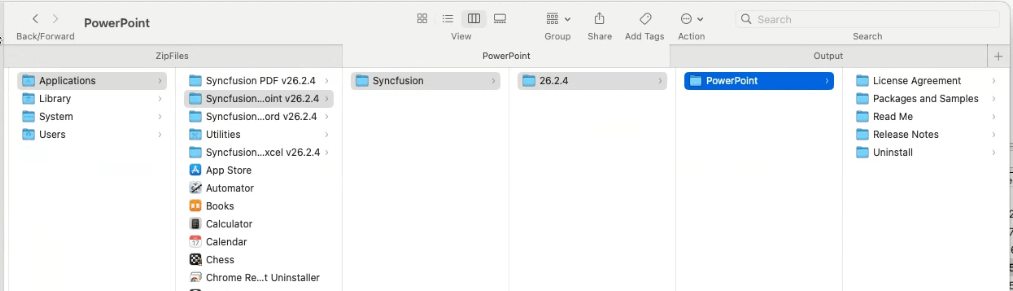 PowerPoint
Search
Back/Forward
View
Group
Share
Add Tags
Action
Search
ZipFiles
PowerPoint
Output
Applications
Library
System
Users
Syncfusion PDF v26.2.4
Syncfusion...oint v26.2.4
Syncfusion...ord v26.2.4
Utilities
Syncfusion...xcel v26.2.4
App Store
Automator
Books
Calculator
Calendar
Chess
Chrome Re...t Uninstaller
Syncfusion
26.2.4
PowerPoint
License Agreement
Packages and Samples
Read Me
Release Notes
Uninstall